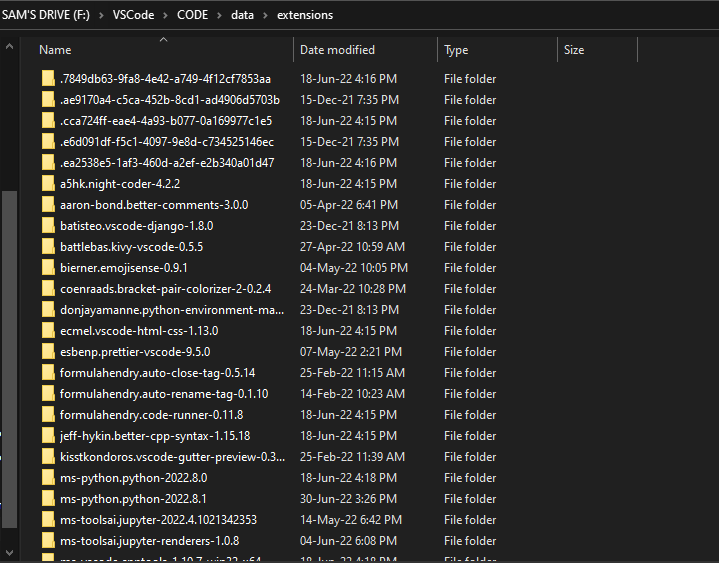 SAM'S DRIVE (F:) > VSCode > CODE > data > extensions
Name Date modified Type Size
.7849db63-9fa8-4e42-a749-4f12cf7853aa 18-Jun-22 4:16 PM File folder
.ae9170a4-c5ca-452b-8cd1-ad4906d5703b 15-Dec-21 7:35 PM File folder
.cca724ff-eae4-4a93-b077-0a169977c1e5 18-Jun-22 4:15 PM File folder
.e6d091df-f5c1-4097-9e8d-c734525146ec 15-Dec-21 7:35 PM File folder
.ea2538e5-1af3-460d-a2ef-e2b340a01d47 18-Jun-22 4:16 PM File folder
a5hk.night-coder-4.2.2 18-Jun-22 4:15 PM File folder
aaron-bond.better-comments-3.0.0 05-Apr-22 6:41 PM File folder
batisteo.vscode-django-1.8.0 23-Dec-21 8:13 PM File folder
battlebas.kivy-vscode-0.5.5 27-Apr-22 10:59 AM File folder
bierner.emojisense-0.9.1 04-May-22 10:05 PM File folder
coenraads.bracket-pair-colorizer-2-0.2.4 24-Mar-22 10:28 PM File folder
donjayamanne.python-environment-ma... 23-Dec-21 8:13 PM File folder
ecmel.vscode-html-css-1.13.0 18-Jun-22 4:15 PM File folder
esbenp.prettier-vscode-9.5.0 07-May-22 2:21 PM File folder
formulahendry.auto-close-tag-0.5.14 25-Feb-22 11:15 AM File folder
formulahendry.auto-rename-tag-0.1.10 14-Feb-22 10:23 AM File folder
formulahendry.code-runner-0.11.8 18-Jun-22 4:15 PM File folder
jeff-hykin.better-cpp-syntax-1.15.18 18-Jun-22 4:15 PM File folder
kisstkondoros.vscode-gutter-preview-0.3... 25-Feb-22 11:39 AM File folder
ms-python.python-2022.8.0 18-Jun-22 4:18 PM File folder
ms-python.python-2022.8.1 30-Jun-22 3:26 PM File folder
ms-toolsai.jupyter-2022.4.1021342353 14-May-22 6:42 PM File folder
ms-toolsai.jupyter-renderers-1.0.8 04-Jun-22 6:08 PM File folder
ms-vscode.cpptools-1.10.7-win32-x64 18-Jun-22 4:18 PM File folder